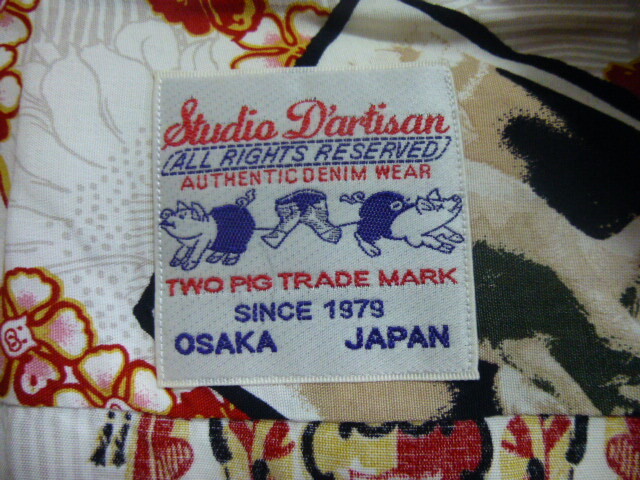 Studio D'artisan
(ALL RIGHTS RESERVED)
AUTHENTIC DENIM WEAR
TWO PIG TRADE MARK
SINCE 1979
OSAKA JAPAN